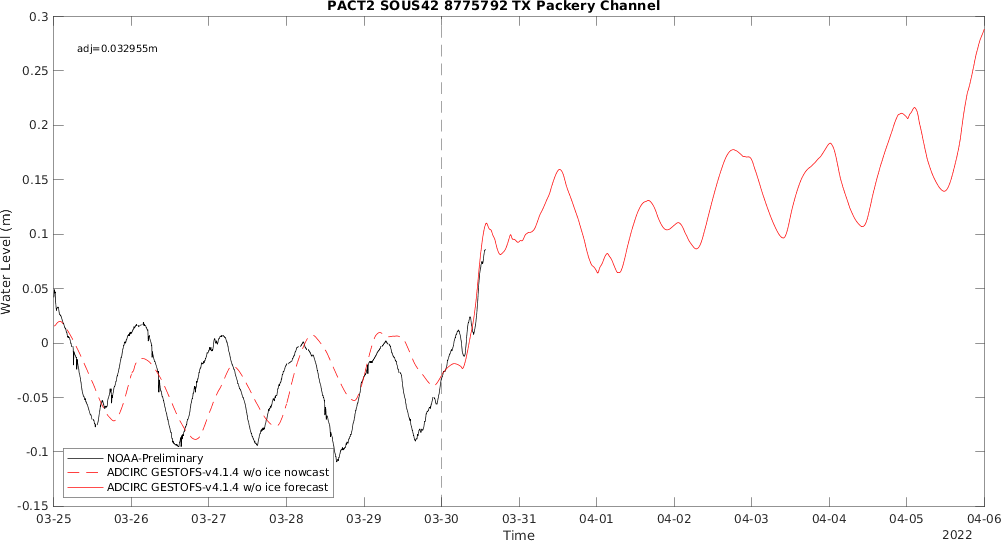 PACT2 SOUS42 8775792 TX Packery Channel
adj=0.032955m
Water Level (m)
0.3
0.25
0.2
0.15
0.1
0.05
0
-0.05
-0.1
-0.15
NOAA-Preliminary
ADCIRC GESTOFS-v4.1.4 w/o ice nowcast
ADCIRC GESTOFS-v4.1.4 w/o ice forecast
03-25 03-26 03-27 03-28 03-29 03-30 03-31 04-01 04-02 04-03 04-04 04-05 04-06
Time
2022